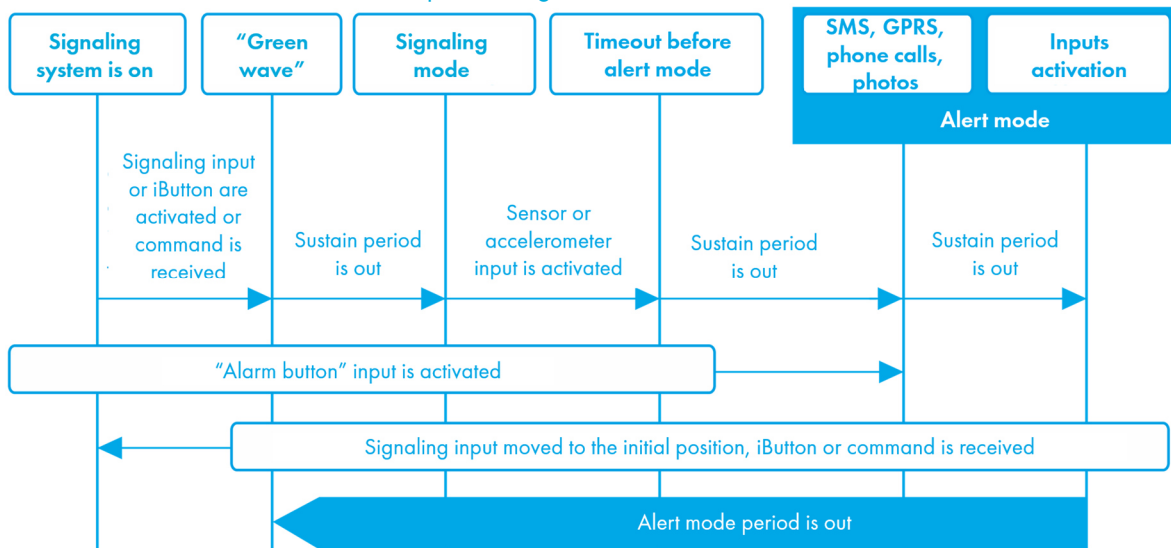 Signaling
system is on
“Green
wave”
Signaling
mode
Timeout before
alert mode
SMS, GPRS,
phone calls,
photos
Inputs
activation
Alert mode
Signaling input
or iButton are
activated or
command is
received
Sustain period
is out
Sensor or
accelerometer
input is activated
Sustain period
is out
Sustain period
is out
“Alarm button” input is activated
Signaling input moved to the initial position, iButton or command is received
Alert mode period is out